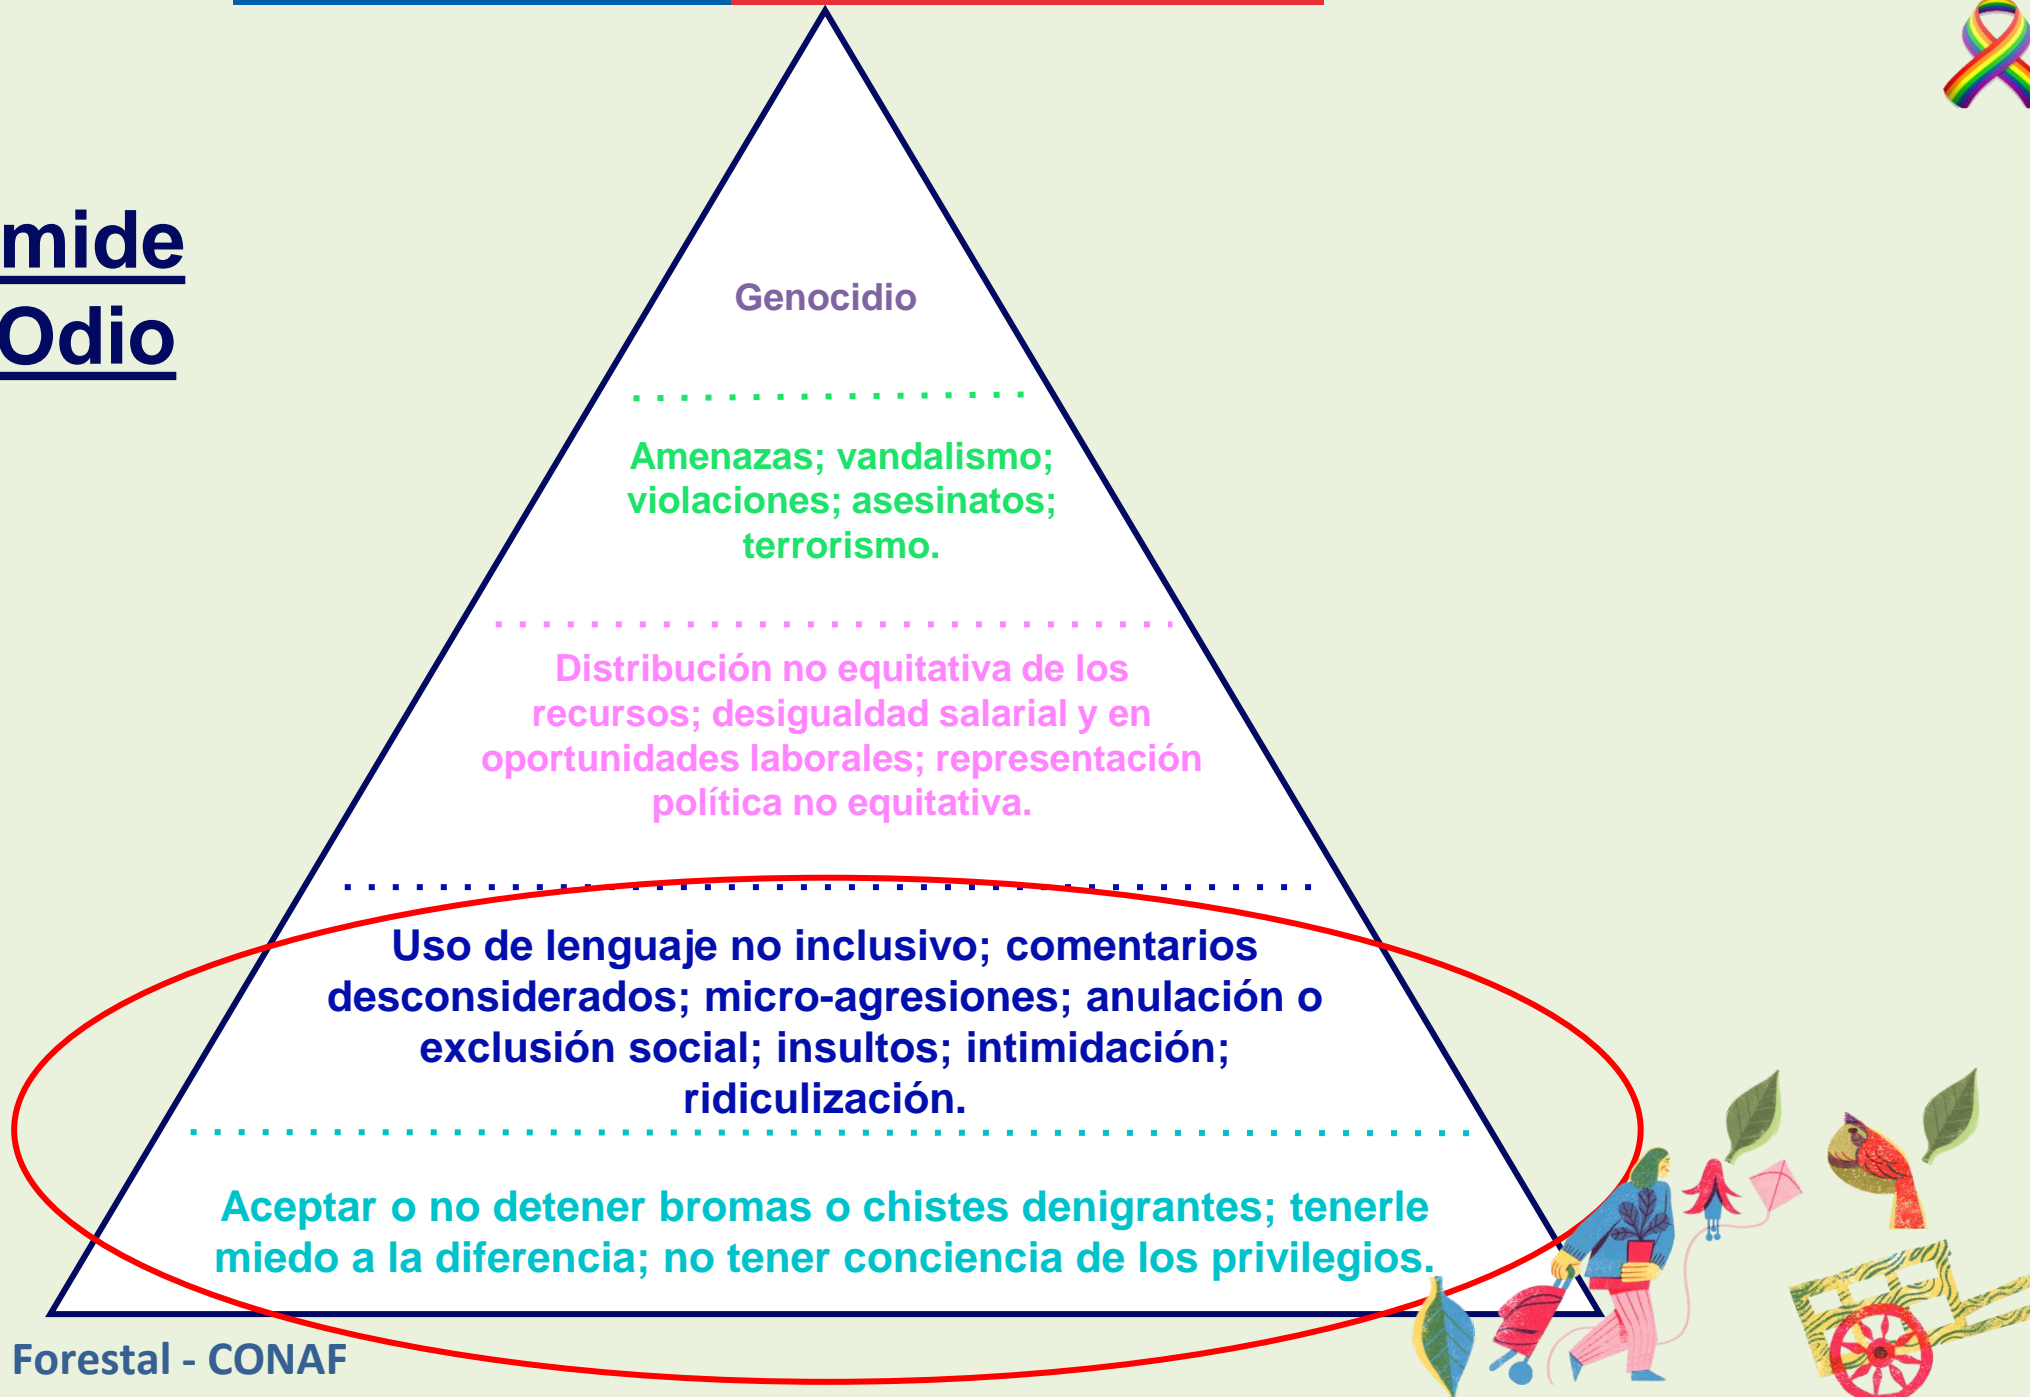 mide
Odio
Genocidio
Amenazas; vandalismo;
violaciones; asesinatos;
terrorismo.
Distribución no equitativa de los
recursos; desigualdad salarial y en
oportunidades laborales; representación
política no equitativa.
Uso de lenguaje no inclusivo; comentarios
desconsiderados; micro-agresiones; anulación o
exclusión social; insultos; intimidación;
ridiculización.
Aceptar o no detener bromas o chistes denigrantes; tenerle
miedo a la diferencia; no tener conciencia de los privilegios.
Forestal - CONAF